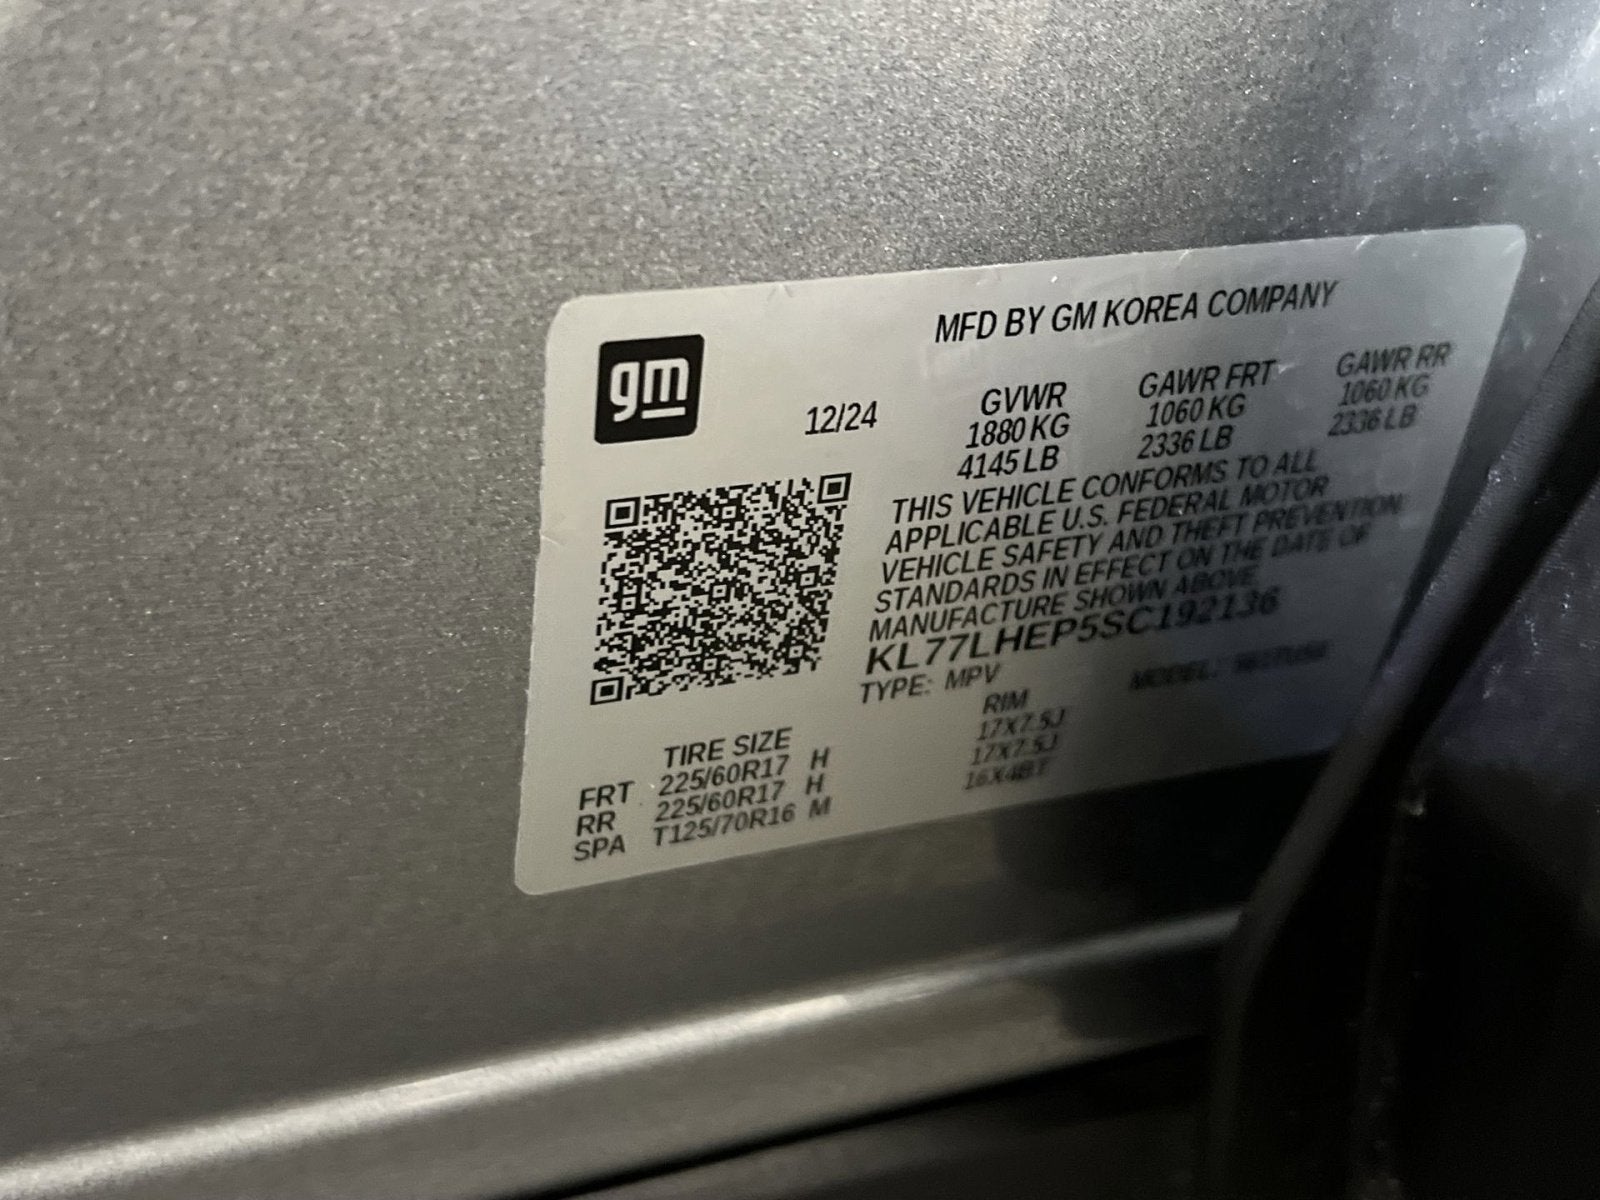 gm
MFD BY GM KOREA COMPANY
12/24
GVWR GAWR FRT GAWR RR
1880 KG 1060 KG 1060 KG
4145 LB 2336 LB 2336 LB
THIS VEHICLE CONFORMS TO ALL
APPLICABLE U.S. FEDERAL MOTOR
VEHICLE SAFETY AND THEFT PREVENTION
STANDARDS IN EFFECT ON THE DATE OF
MANUFACTURE SHOWN ABOVE
KL77LHEP5SC192136
TYPE: MPV MODEL:
TIRE SIZE RIM
FRT 225/60R17 H 17X7.5J
RR 225/60R17 H 17X7.5J
SPA T125/70R16 M 16X4BT